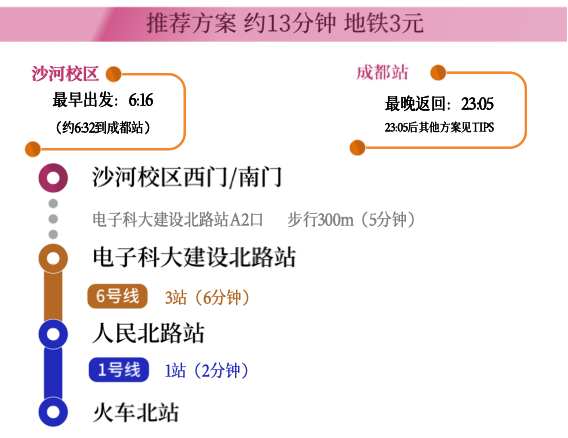 推荐方案 约13分钟 地铁3元
沙河校区
最早出发：6:16
（约6:32到成都站）
成都站
最晚返回：23:05
23:05后其他方案见TIPS
沙河校区西门/南门
电子科大建设北路站A2口 步行300m（5分钟）
电子科大建设北路站
6号线 3站（6分钟）
人民北路站
1号线 1站（2分钟）
火车北站